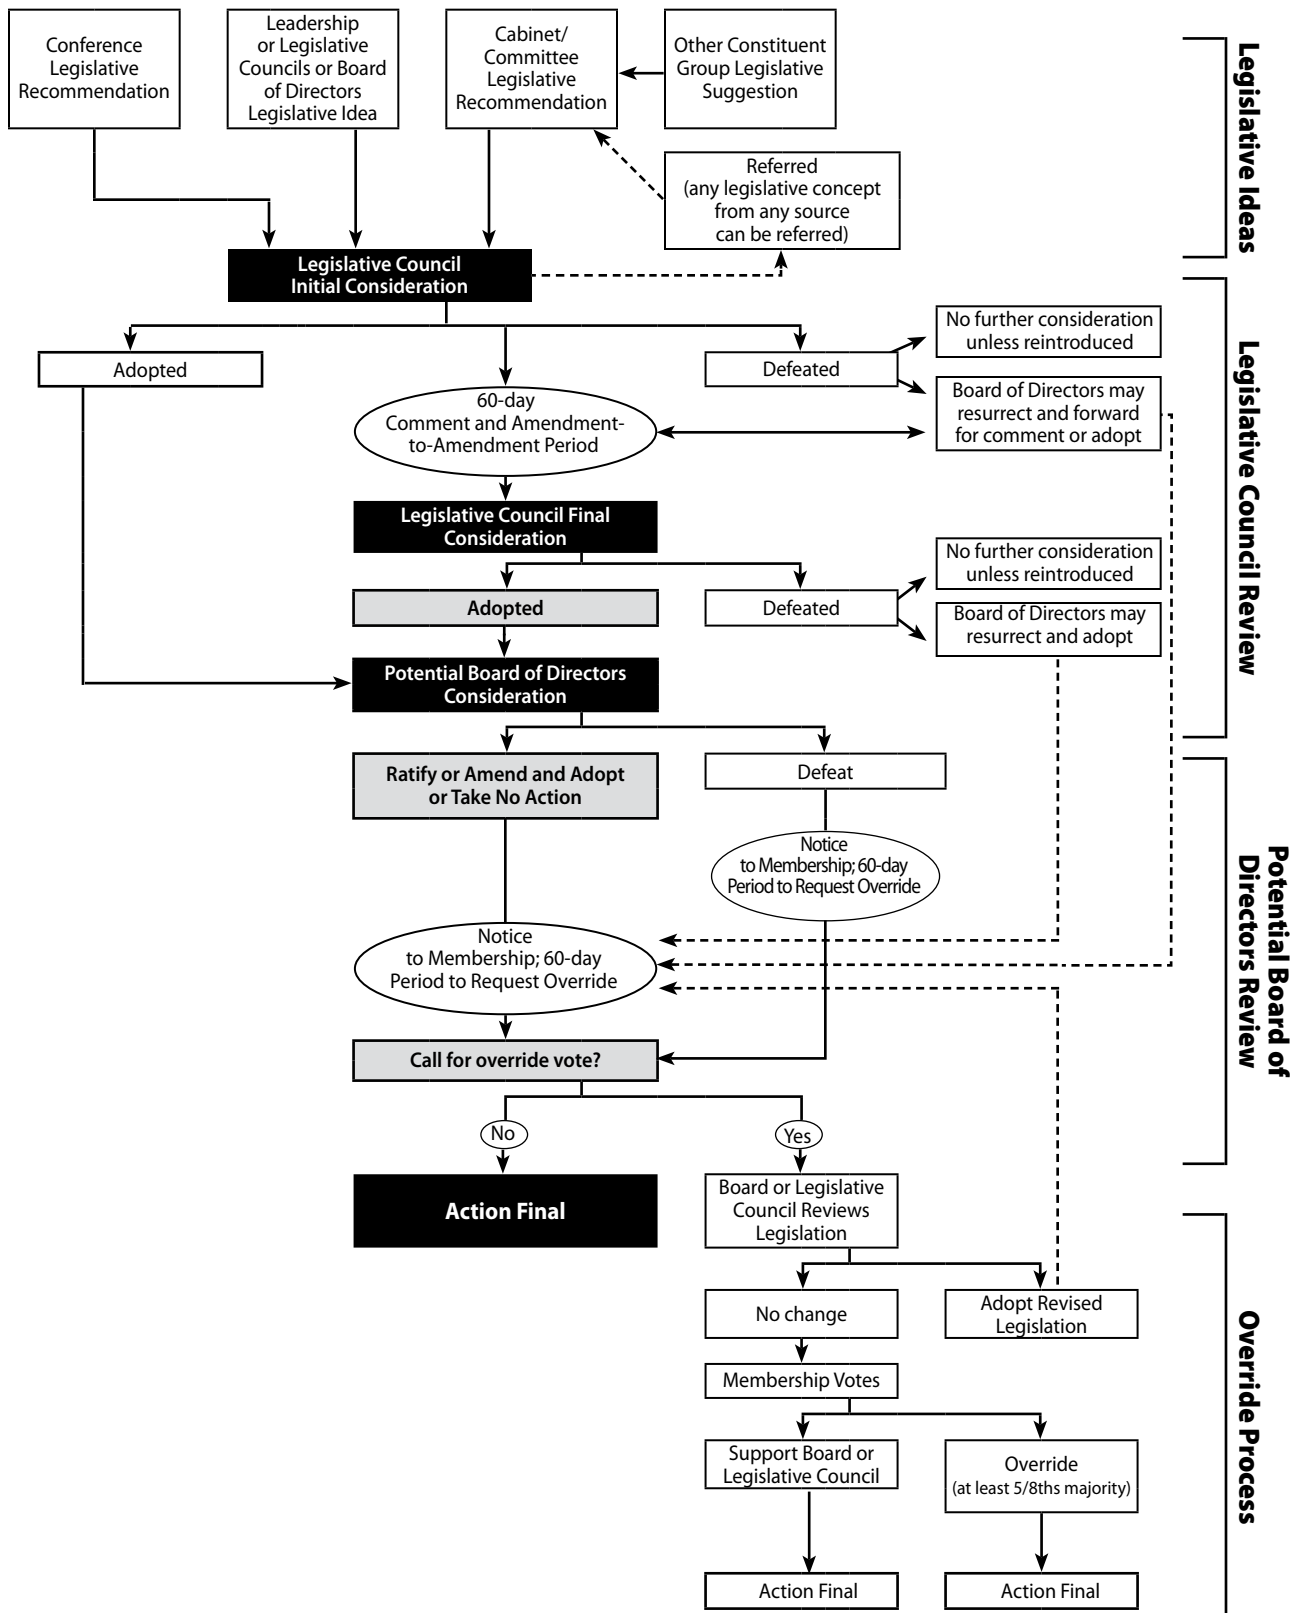 Conference
Legislative
Recommendation
Leadership
or Legislative
Councils or Board
of Directors
Legislative Idea
Cabinet/
Committee
Legislative
Recommendation
Other Constituent
Group Legislative
Suggestion
Referred
(any legislative concept
from any source
can be referred)
Legislative Ideas
Legislative Council
Initial Consideration
Adopted
60-day
Comment and Amendment-
to-Amendment Period
Defeated
No further consideration
unless reintroduced
Board of Directors may
resurrect and forward
for comment or adopt
Legislative Council Review
Legislative Council Final
Consideration
Adopted
Defeated
No further consideration
unless reintroduced
Board of Directors may
resurrect and adopt
Potential Board of Directors
Consideration
Ratify or Amend and Adopt
or Take No Action
Defeat
Notice
to Membership; 60-day
Period to Request Override
Notice
to Membership; 60-day
Period to Request Override
Potential Board of
Directors Review
Call for override vote?
No
Yes
Action Final
Board or Legislative
Council Reviews
Legislation
No change
Adopt Revised
Legislation
Membership Votes
Support Board or
Legislative Council
Override
(at least 5/8ths majority)
Override Process
Action Final
Action Final